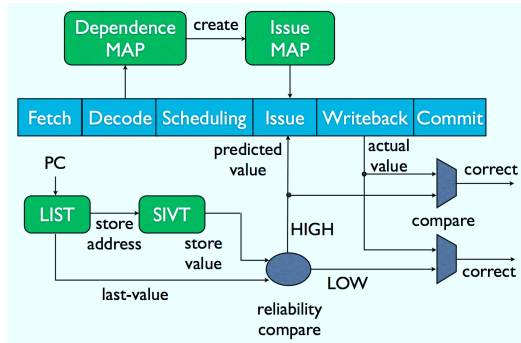 Dependence
MAP
create
Issue
MAP
Fetch
Decode
Scheduling
Issue
Writeback
Commit
predicted
value
actual
value
PC
correct
LIST
store
address
SIVT
store
value
compare
HIGH
LOW
correct
last-value
reliability
compare